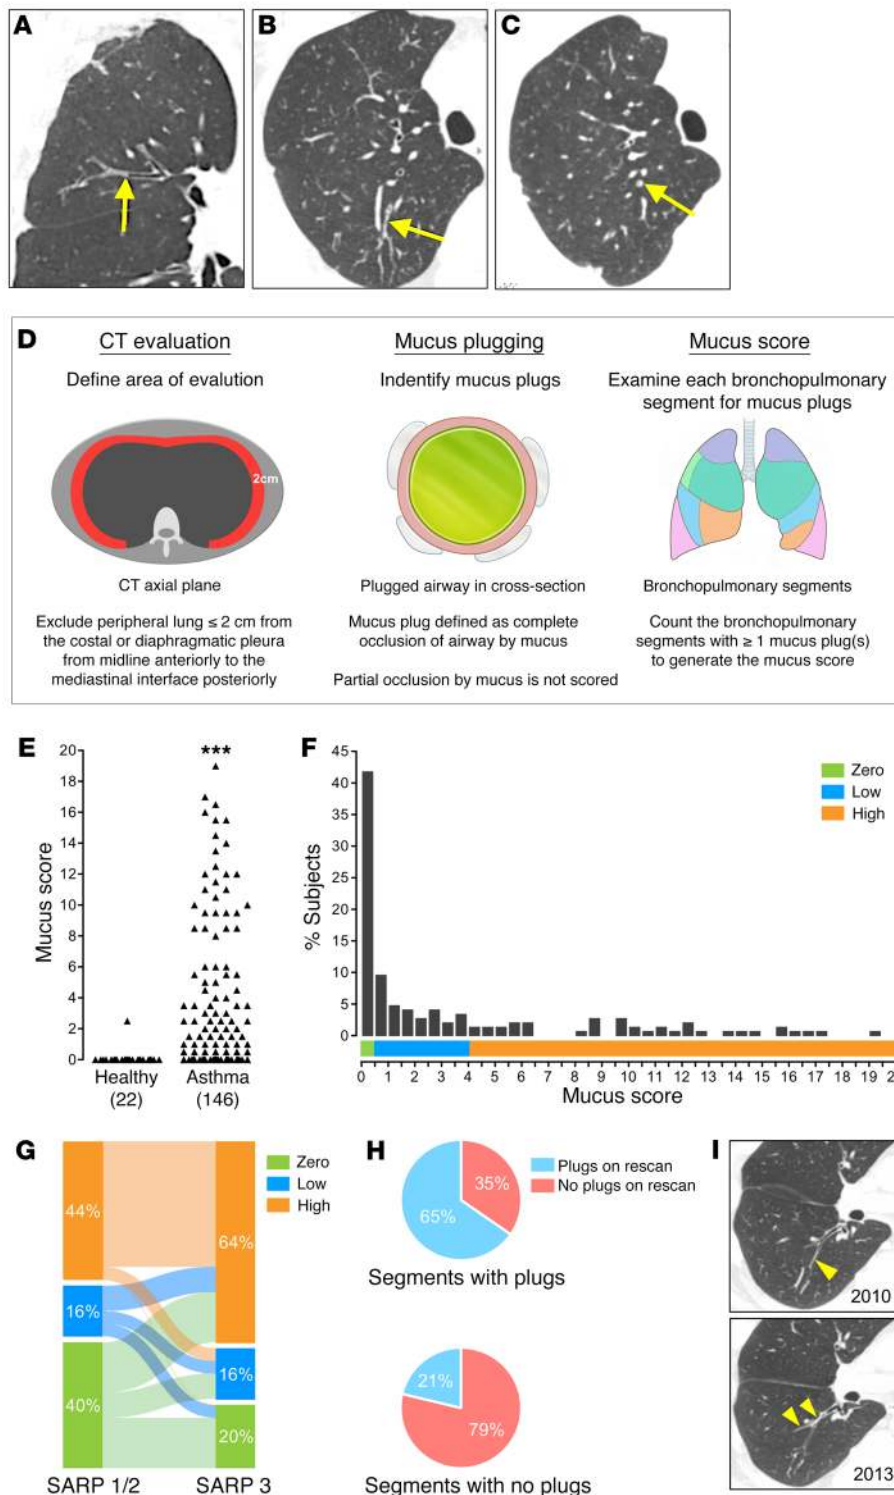 A
B
C
D
CT evaluation
Define area of evalution
2cm
CT axial plane
Exclude peripheral lung ≤ 2 cm from
the costal or diaphragmatic pleura
from midline anteriorly to the
mediastinal interface posteriorly
Mucus plugging
Indentify mucus plugs
Plugged airway in cross-section
Mucus plug defined as complete
occlusion of airway by mucus
Partial occlusion by mucus is not scored
Mucus score
Examine each bronchopulmonary
segment for mucus plugs
Bronchopulmonary segments
Count the bronchopulmonary
segments with ≥ 1 mucus plug(s)
to generate the mucus score
E
Mucus score
20
18
16
14
12
10
8
6
4
2
0
***
Healthy
(22)
Asthma
(146)
F
% Subjects
45
40
35
30
25
20
15
10
5
0
Zero
Low
High
0 1 2 3 4 5 6 7 8 9 10 11 12 13 14 15 16 17 18 19 20
Mucus score
G
44%
16%
40%
64%
16%
20%
Zero
Low
High
SARP 1/2
SARP 3
H
Plugs on rescan
No plugs on rescan
35%
65%
Segments with plugs
21%
79%
Segments with no plugs
I
2010
2013